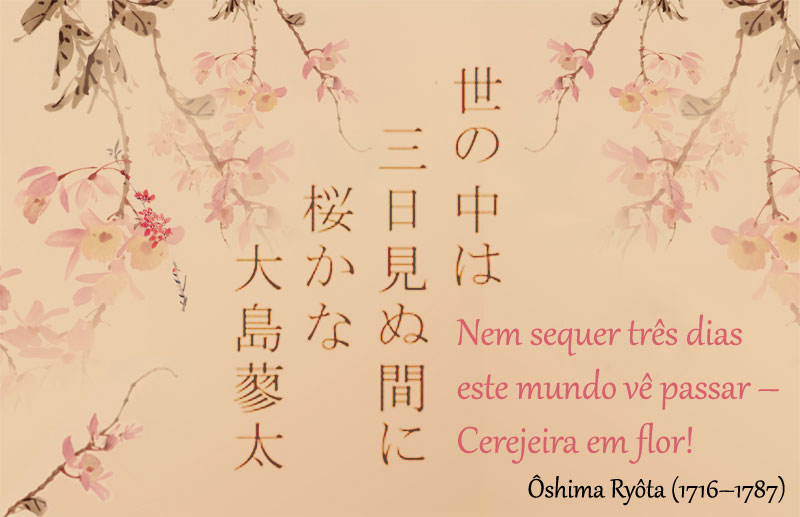 世の中は
三日見ぬ間に
桜かな
大島蓼太
Nem sequer três dias
este mundo vê passar –
Cerejeira em flor!
Ôshima Ryôta (1716–1787)